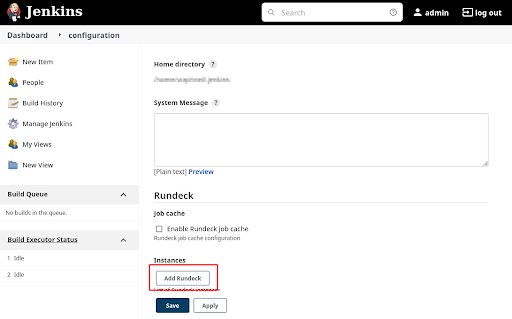 Jenkins
Search
?
admin
log out
Dashboard
configuration
New Item
People
Build History
Manage Jenkins
My Views
New View
Build Queue
No builds in the queue.
Build Executor Status
1 Idle
2 Idle
Home directory ?
System Message ?
[Plain text] Preview
Rundeck
Job cache
Enable Rundeck job cache
Rundeck job cache configuration
Instances
Add Rundeck
List of Rundeck instances
Save
Apply